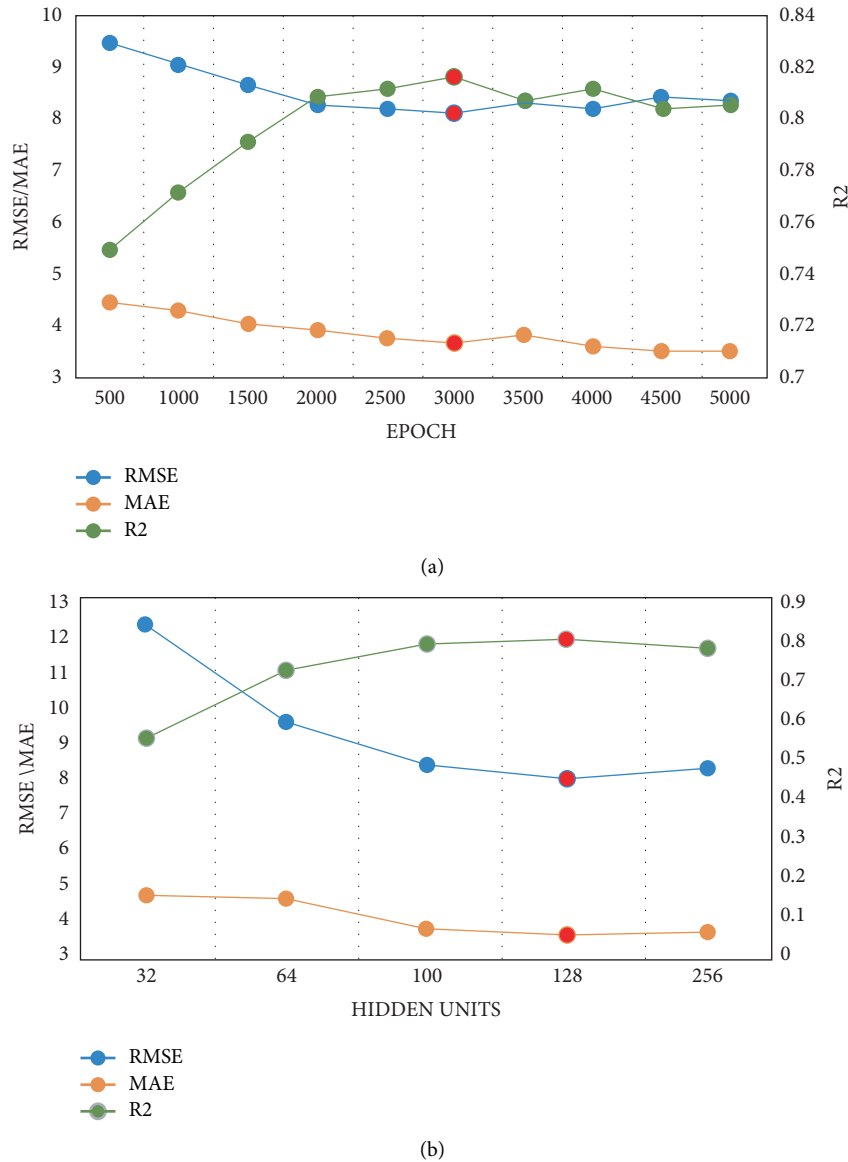 10
9
8
7
6
5
4
3
RMSE/MAE
0.84
0.82
0.8
0.78
0.76
0.74
0.72
0.7
R2
500 1000 1500 2000 2500 3000 3500 4000 4500 5000
EPOCH
RMSE
MAE
R2
(a)
13
12
11
10
9
8
7
6
5
4
3
RMSE \MAE
0.9
0.8
0.7
0.6
0.5
0.4
0.3
0.2
0.1
0
R2
32 64 100 128 256
HIDDEN UNITS
RMSE
MAE
R2
(b)